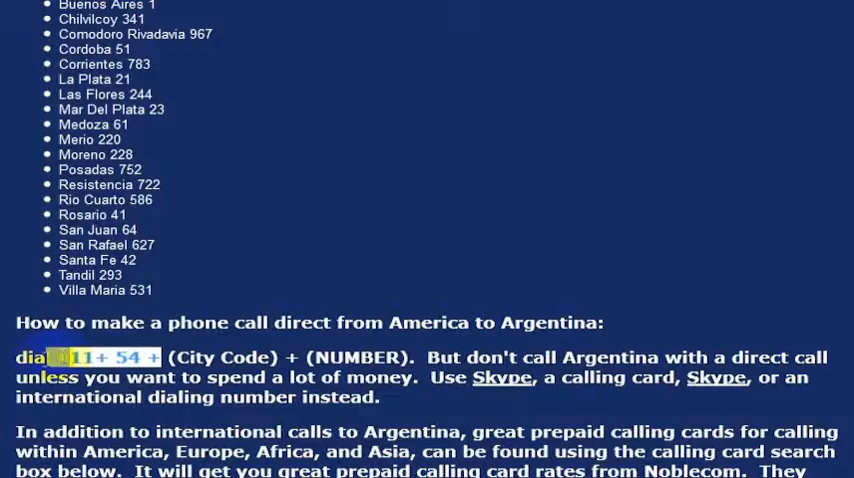 Buenos Aires 1
Chilvilcoy 341
Comodoro Rivadavia 967
Cordoba 51
Corrientes 783
La Plata 21
Las Flores 244
Mar Del Plata 23
Medoza 61
Merio 220
Moreno 228
Posadas 752
Resistencia 722
Rio Cuarto 586
Rosario 41
San Juan 64
San Rafael 627
Santa Fe 42
Tandil 293
Villa Maria 531
How to make a phone call direct from America to Argentina:
+ 54 + (City Code) + (NUMBER). But don't call Argentina with a direct call
unless you want to spend a lot of money. Use Skype, a calling card, Skype, or an
international dialing number instead.
In addition to international calls to Argentina, great prepaid calling cards for calling
within America, Europe, Africa, and Asia, can be found using the calling card search
box below. It will get you great prepaid calling card rates from Noblecom. They